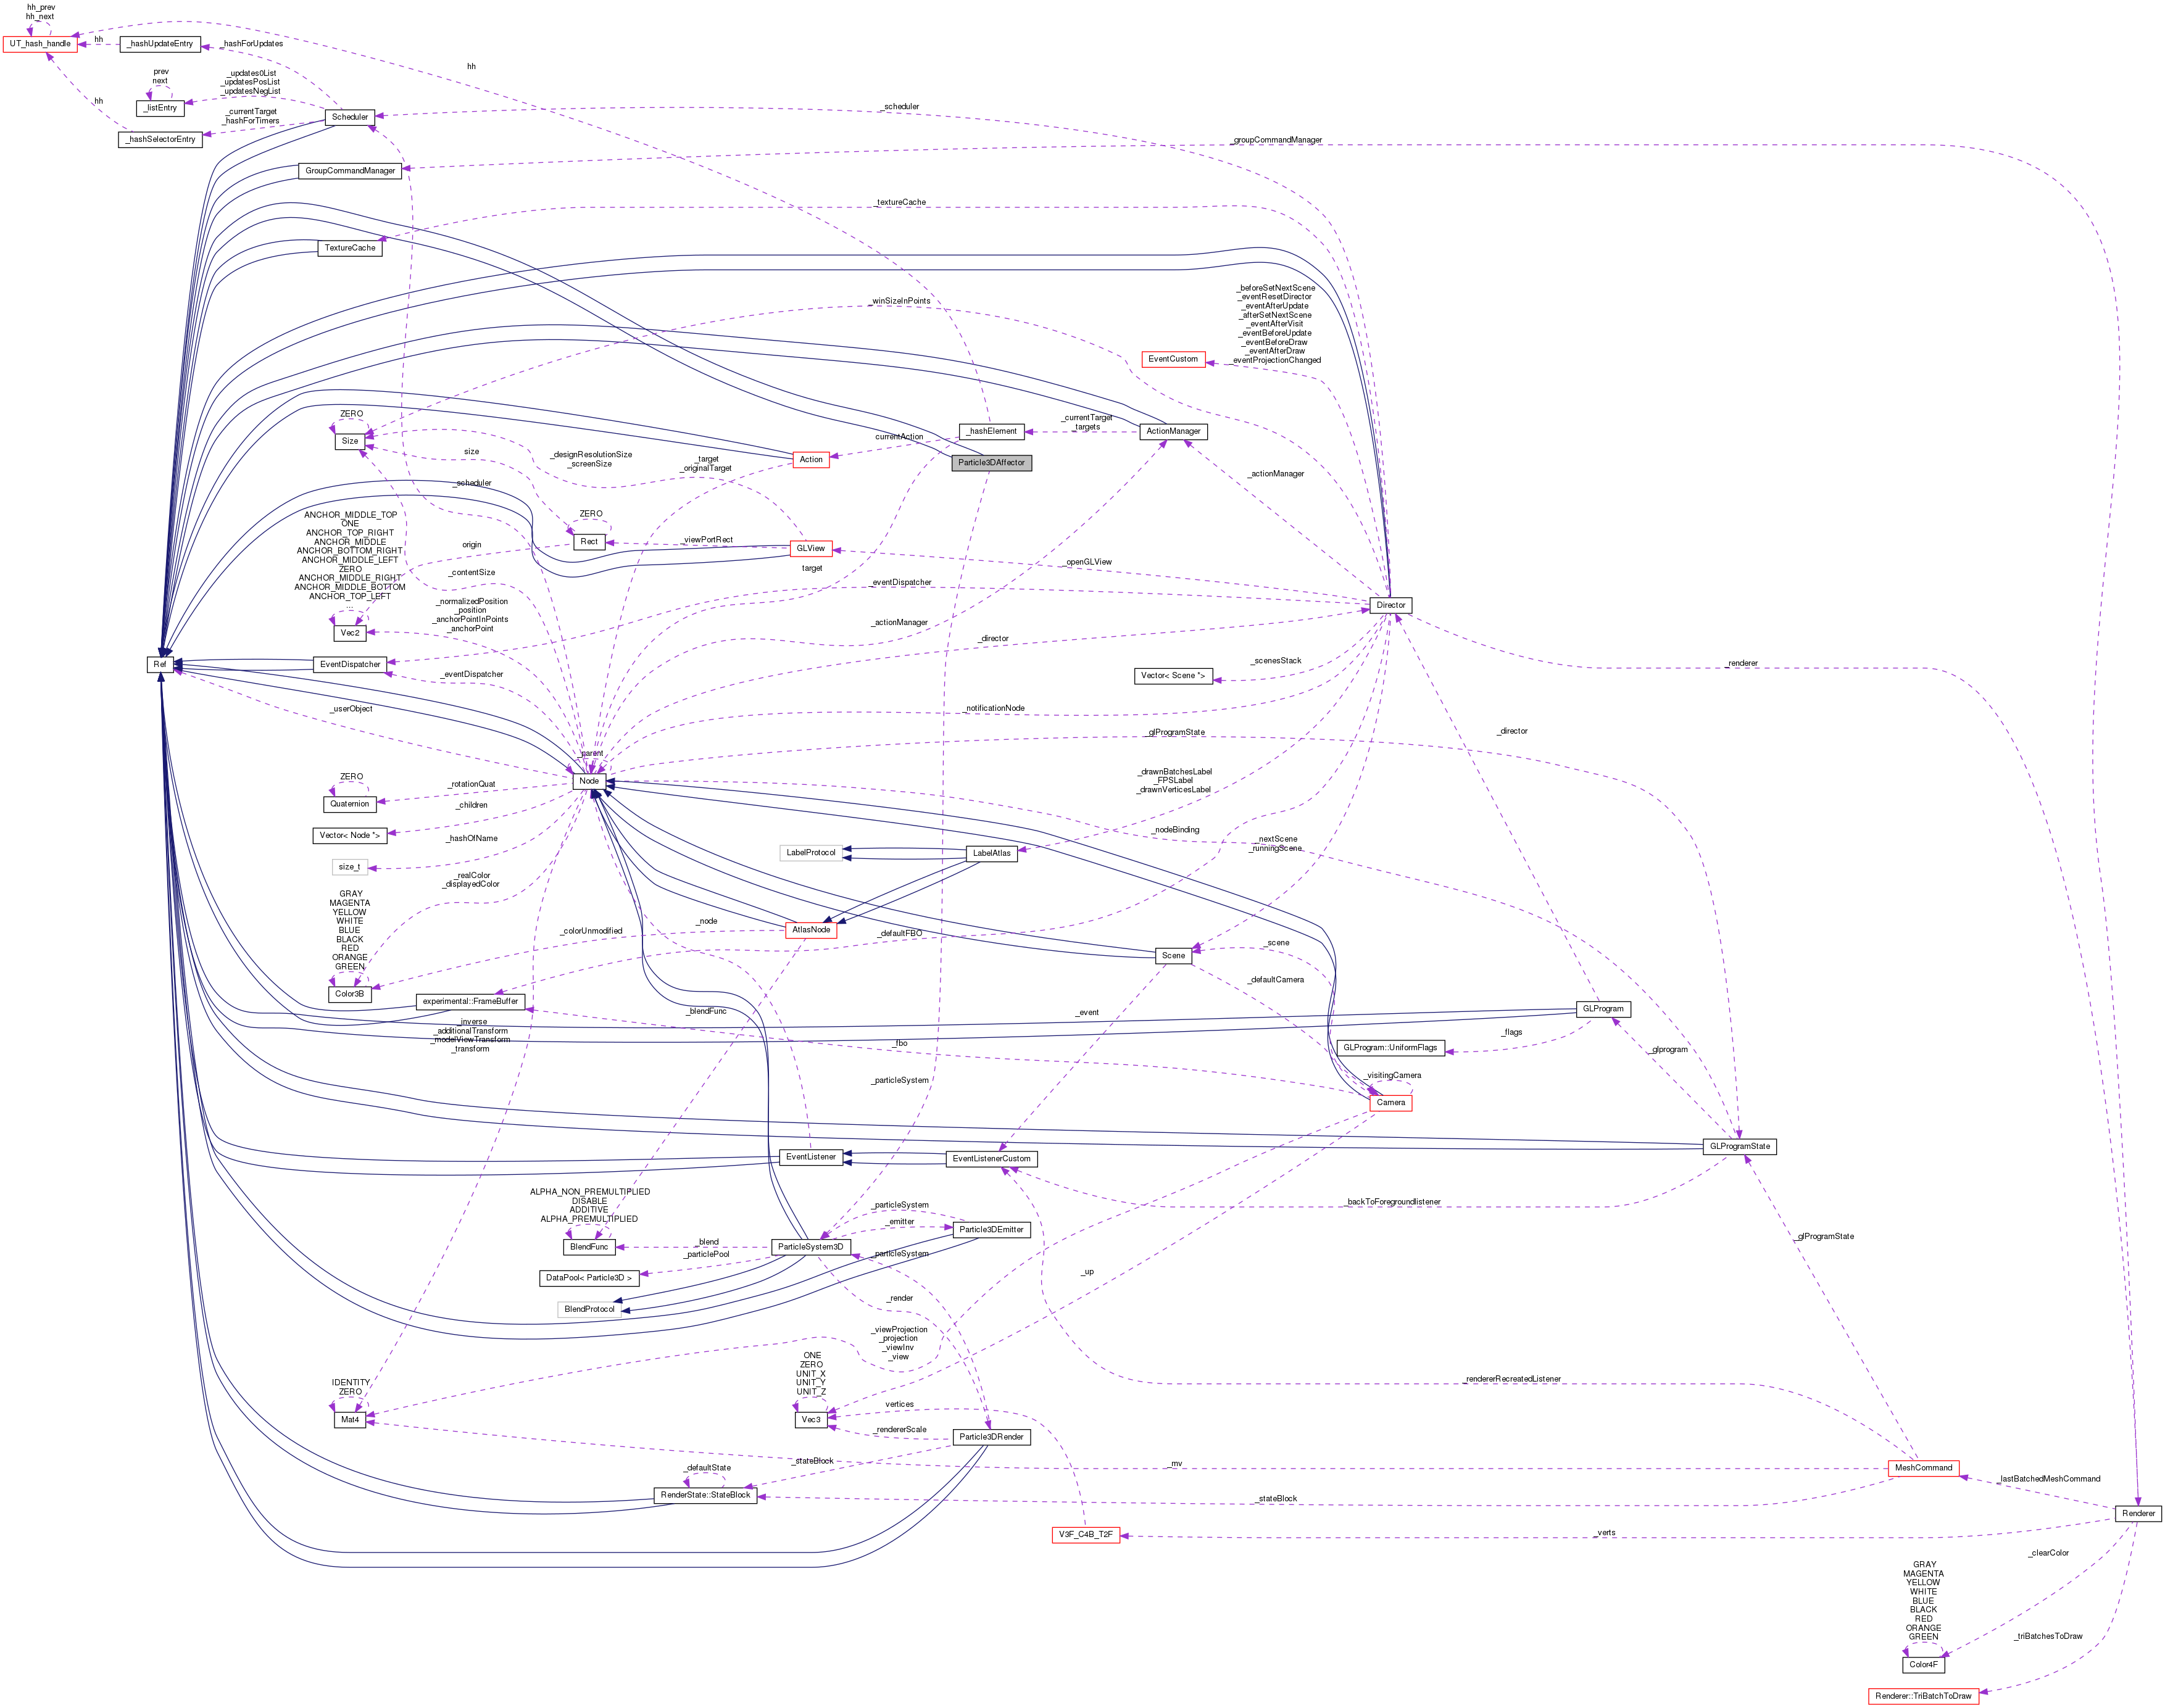 hh_prev
hh_next
UT_hash_handle
hh
_hashUpdateEntry
_hashForUpdates
hh
prev
next
_listEntry
_updates0List
_updatesPosList
_updatesNegList
hh
_hashSelectorEntry
_currentTarget
_hashForTimers
Scheduler
_scheduler
GroupCommandManager
_groupCommandManager
TextureCache
_textureCache
_winSizeInPoints
_beforeSetNextScene
_eventResetDirector
_eventAfterUpdate
_afterSetNextScene
_eventAfterVisit
_eventBeforeUpdate
_eventBeforeDraw
_eventAfterDraw
_eventProjectionChanged
EventCustom
ZERO
Size
size
_designResolutionSize
_screenSize
_target
_originalTarget
Action
currentAction
_hashElement
_currentTarget
_targets
ActionManager
Particle3DAffector
_actionManager
_scheduler
ZERO
Rect
_viewPortRect
GLView
_openGLView
ANCHOR_MIDDLE_TOP
ONE
ANCHOR_TOP_RIGHT
ANCHOR_MIDDLE
ANCHOR_BOTTOM_RIGHT
ANCHOR_MIDDLE_LEFT
ZERO
ANCHOR_MIDDLE_RIGHT
ANCHOR_MIDDLE_BOTTOM
ANCHOR_TOP_LEFT
...
Vec2
origin
_contentSize
_normalizedPosition
_position
_anchorPointInPoints
_anchorPoint
target
_eventDispatcher
_actionManager
_director
Director
Ref
EventDispatcher
_eventDispatcher
_userObject
_scenesStack
Vector< Scene *>
_renderer
_notificationNode
_glProgramState
_director
_parent
Node
ZERO
Quaternion
_rotationQuat
_children
Vector< Node *>
_hashOfName
size_t
_drawnBatchesLabel
_FPSLabel
_drawnVerticesLabel
_nodeBinding
_nextScene
_runningScene
LabelProtocol
LabelAtlas
_realColor
_displayedColor
GRAY
MAGENTA
YELLOW
WHITE
BLUE
BLACK
RED
ORANGE
GREEN
Color3B
_colorUnmodified
_node
AtlasNode
_defaultFBO
Scene
_scene
_defaultCamera
experimental::FrameBuffer
_inverse
_additionalTransform
_modelViewTransform
_transform
_blendFunc
_fbo
_event
GLProgram
_flags
GLProgram::UniformFlags
_glprogram
_visitingCamera
Camera
_particleSystem
GLProgramState
EventListener
EventListenerCustom
_backToForegroundlistener
ALPHA_NON_PREMULTIPLIED
DISABLE
ADDITIVE
ALPHA_PREMULTIPLIED
BlendFunc
_blend
_particlePool
DataPool< Particle3D >
BlendProtocol
ParticleSystem3D
_particleSystem
_emitter
Particle3DEmitter
_particleSystem
_render
_up
_glProgramState
_viewProjection
_projection
_viewInv
_view
IDENTITY
ZERO
Mat4
ONE
ZERO
UNIT_X
UNIT_Y
UNIT_Z
Vec3
vertices
_rendererScale
Particle3DRender
_rendererRecreatedListener
_stateBlock
_mv
MeshCommand
_lastBatchedMeshCommand
_defaultState
RenderState::StateBlock
_stateBlock
V3F_C4B_T2F
_verts
Renderer
_clearColor
GRAY
MAGENTA
YELLOW
WHITE
BLUE
BLACK
RED
ORANGE
GREEN
Color4F
_triBatchesToDraw
Renderer::TriBatchToDraw